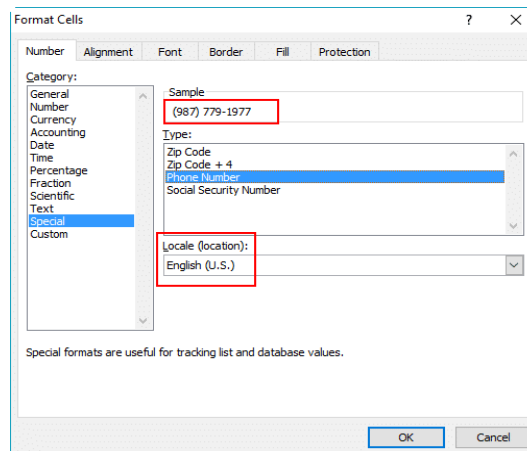 Format Cells ? ×
Number Alignment Font Border Fill Protection
Category:
General
Number
Currency
Accounting
Date
Time
Percentage
Fraction
Scientific
Text
Special
Custom
Sample
(987) 779-1977
Type:
Zip Code
Zip Code + 4
Phone Number
Social Security Number
Locale (location):
English (U.S.)
Special formats are useful for tracking list and database values.
OK Cancel